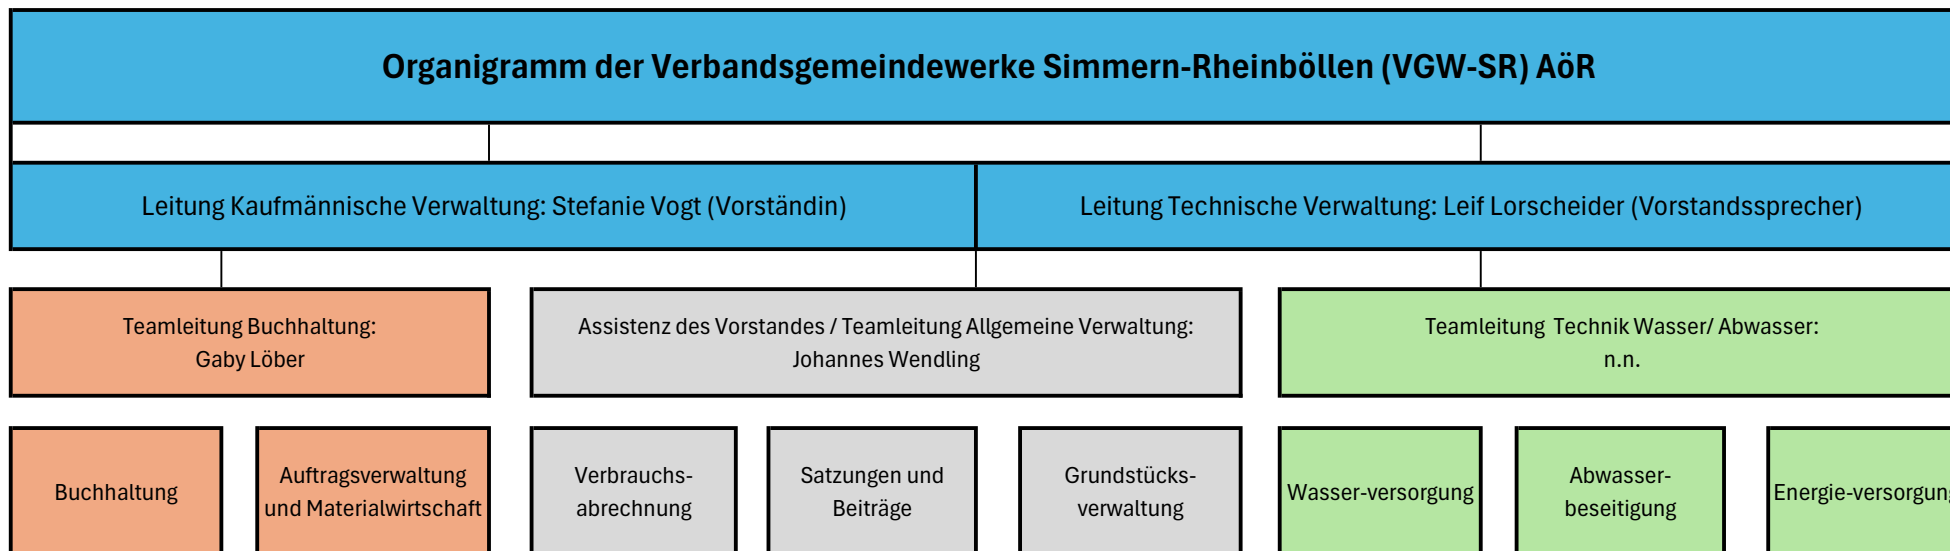 Organigramm der Verbandsgemeindewerke Simmern-Rheinböllen (VGW-SR) AöR
Leitung Kaufmännische Verwaltung: Stefanie Vogt (Vorständin)
Leitung Technische Verwaltung: Leif Lorscheider (Vorstandssprecher)
Teamleitung Buchhaltung:
Gaby Löber
Assistenz des Vorstandes / Teamleitung Allgemeine Verwaltung:
Johannes Wendling
Teamleitung  Technik Wasser/ Abwasser:
n.n.
Buchhaltung
Auftragsverwaltung
und Materialwirtschaft
Verbrauchs-
abrechnung
Satzungen und
Beiträge
Grundstücks-
verwaltung
Wasser-versorgung
Abwasser-
beseitigung
Energie-versorgung